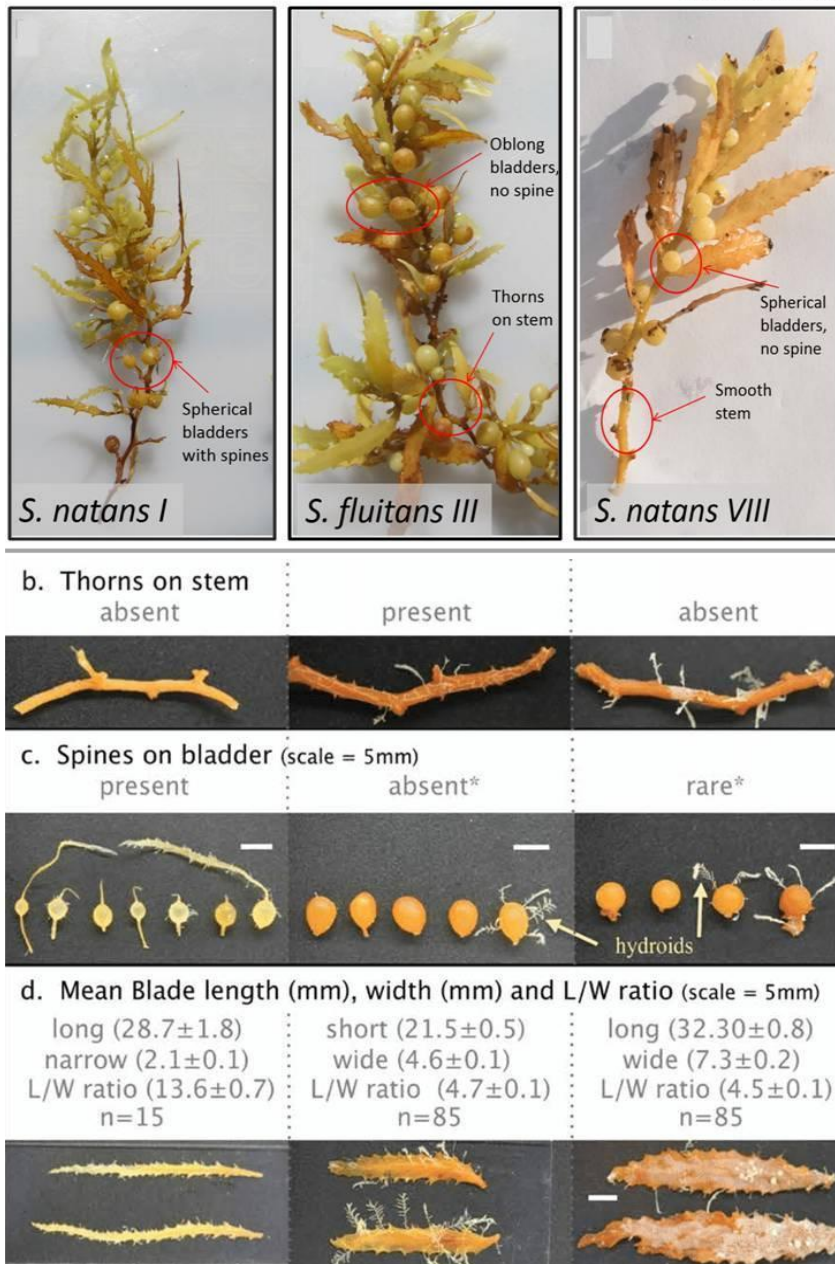 Spherical
bladders
with spines
S. natans I
Oblong
bladders,
no spine
Thorns
on stem
S. fluitans III
Spherical
bladders,
no spine
Smooth
stem
S. natans VIII
b. Thorns on stem
absent
present
absent
c. Spines on bladder (scale = 5mm)
present
absent*
rare*
hydroids
d. Mean Blade length (mm), width (mm) and L/W ratio (scale = 5mm)
long (28.7±1.8)
narrow (2.1±0.1)
L/W ratio (13.6±0.7)
n=15
short (21.5±0.5)
wide (4.6±0.1)
L/W ratio (4.7±0.1)
n=85
long (32.30±0.8)
wide (7.3±0.2)
L/W ratio (4.5±0.1)
n=85